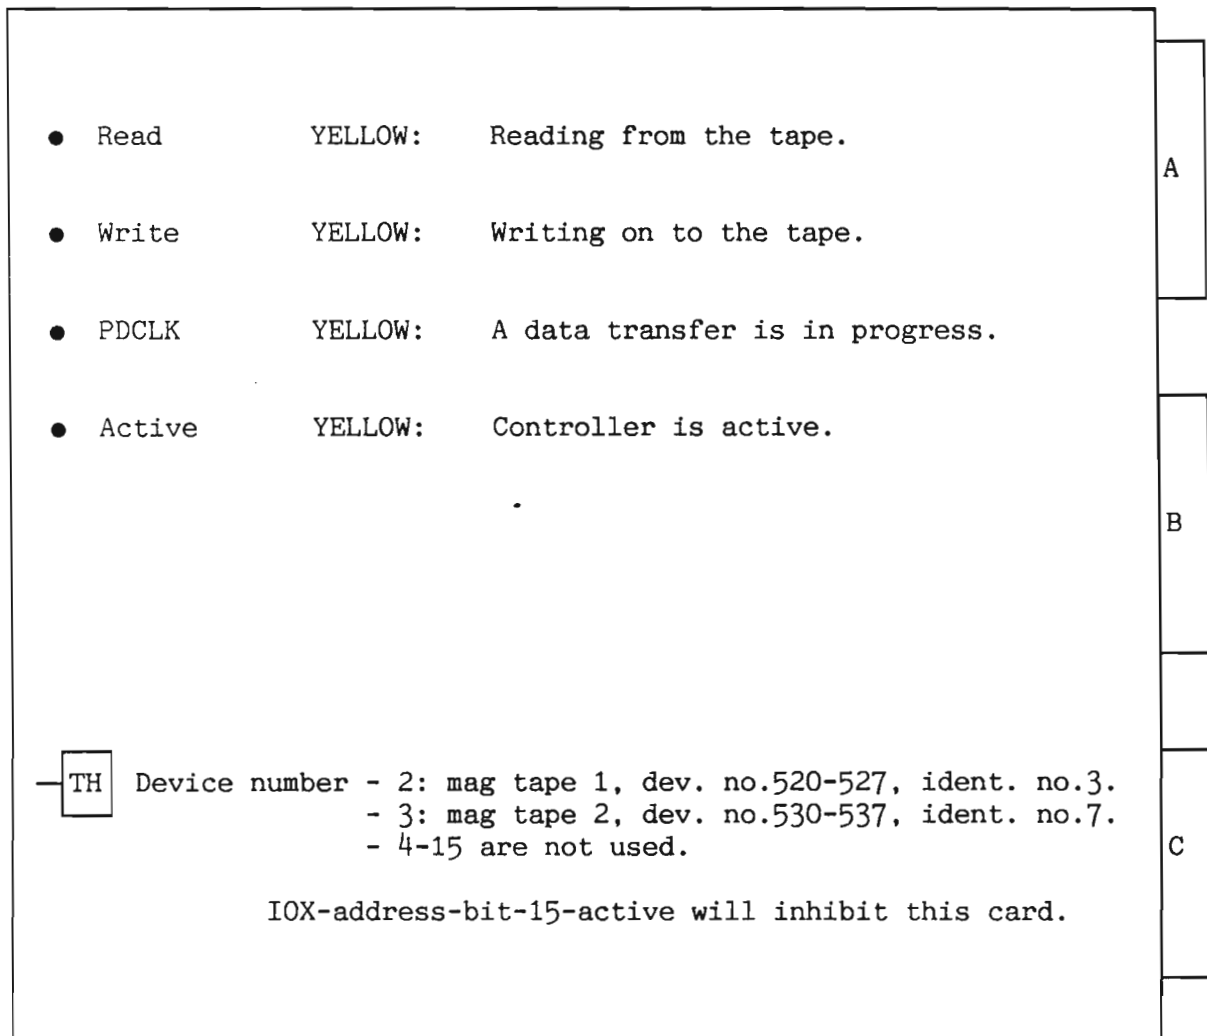 ● Read YELLOW: Reading from the tape.
A
● Write YELLOW: Writing on to the tape.
● PDCLK YELLOW: A data transfer is in progress.
● Active YELLOW: Controller is active.
B
TH Device number - 2: mag tape 1, dev. no.520-527, ident. no.3.
- 3: mag tape 2, dev. no.530-537, ident. no.7.
- 4-15 are not used.
C
IOX-address-bit-15-active will inhibit this card.